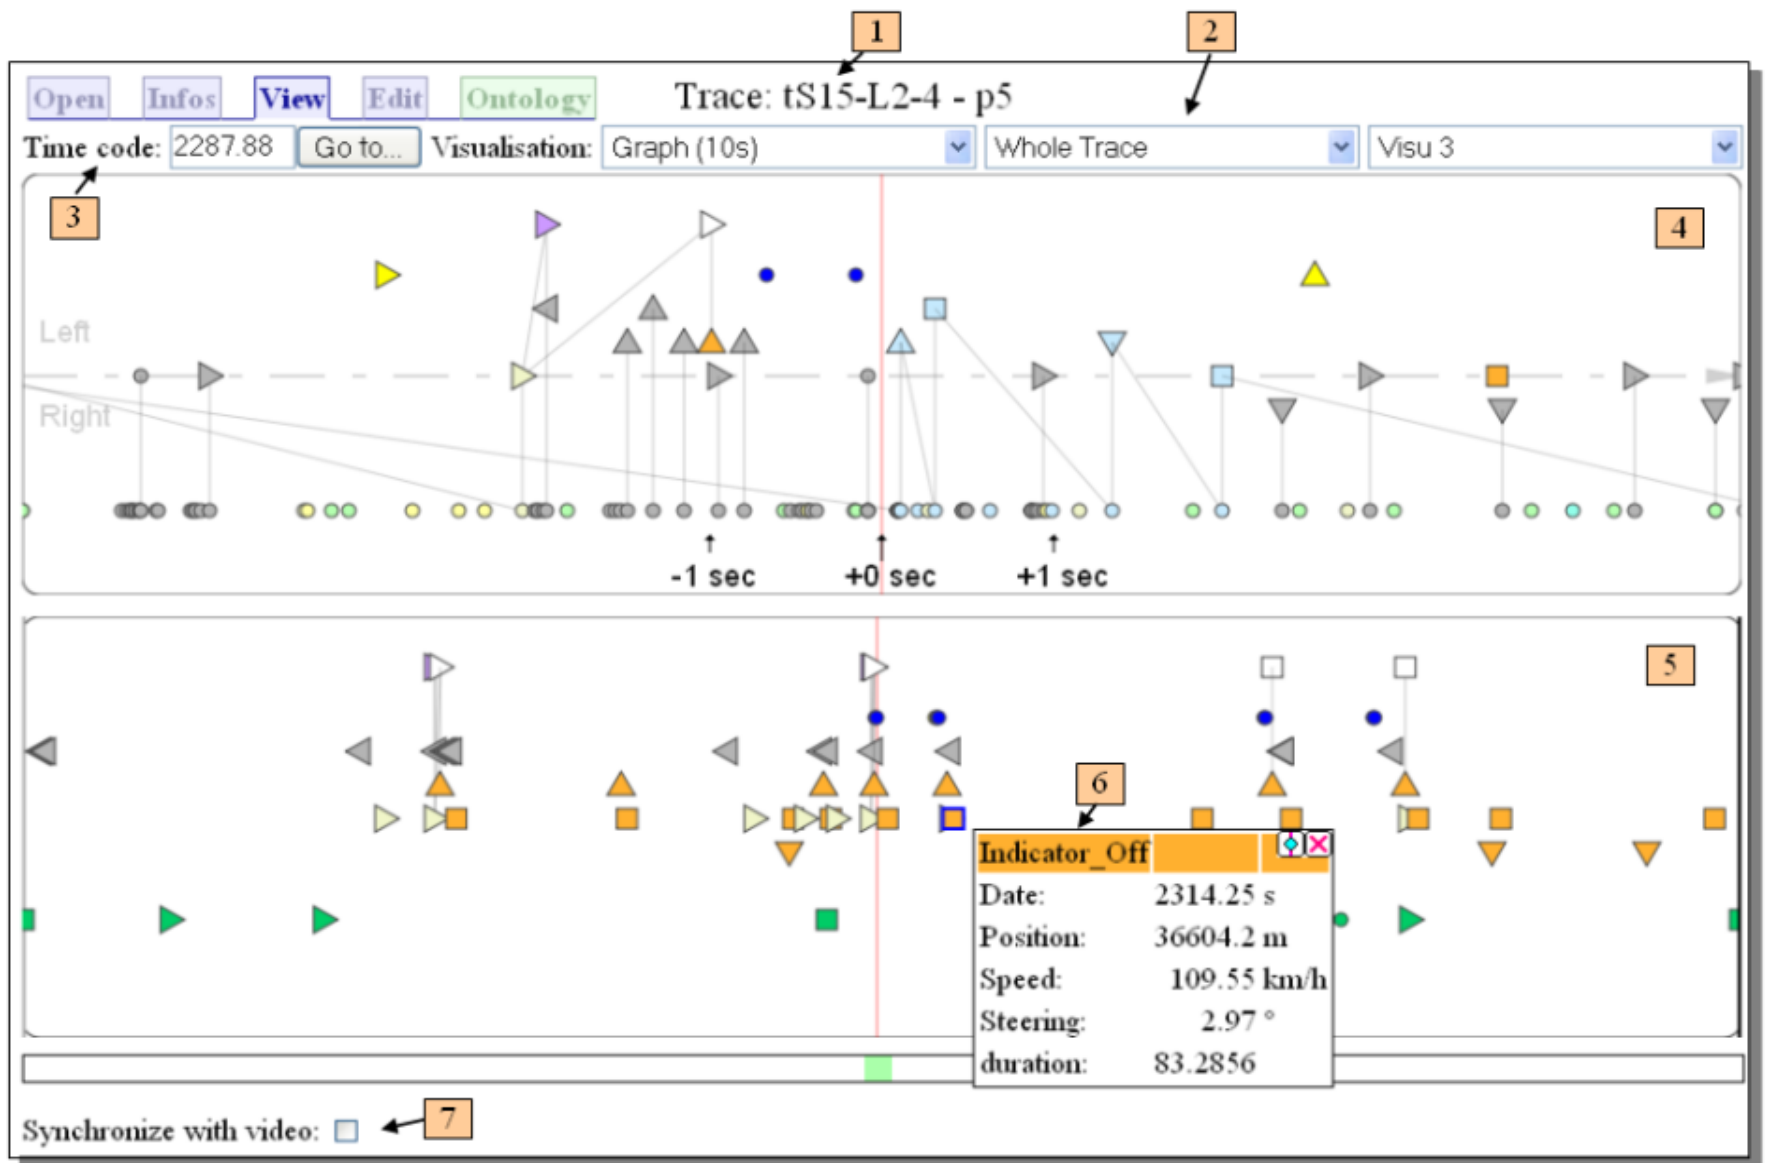 1
2
Open Infos View Edit Ontology Trace: tS15-L2-4 - p5
Time code: 2287.88 Go to... Visualisation: Graph (10s) Whole Trace Visu 3
3
4
Left
Right
-1 sec +0 sec +1 sec
5
6
Indicator_Off
Date: 2314.25 s
Position: 36604.2 m
Speed: 109.55 km/h
Steering: 2.97 °
duration: 83.2856
7
Synchronize with video: